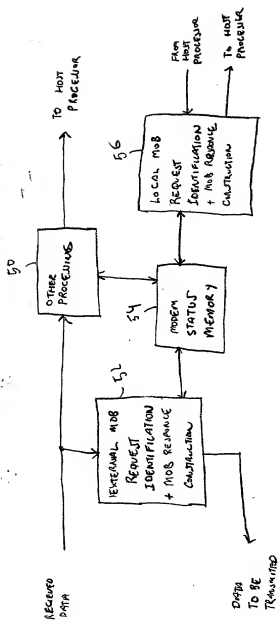 FROM
HOST
PROCESSOR
TO HOST
PROCESSOR
56
LOCAL MOB
REQUEST
IDENTIFICATION
+ MOB RESPONSE
CONSTRUCTION
TO HOST
PROCESSOR
50
OTHER
PROCESSING
54
MODEM
STATUS
MEMORY
52
EXTERNAL MOB
REQUEST
IDENTIFICATION
+ MOB RESPONSE
CONSTRUCTION
RECEIVED
DATA
DATA
TO BE
TRANSMITTED